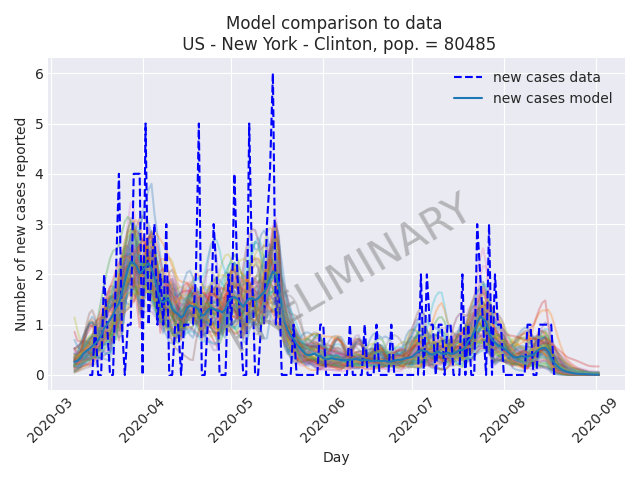 Model comparison to data
US - New York - Clinton, pop. = 80485
new cases data
new cases model
PRELIMINARY
Number of new cases reported
6
5
4
3
2
1
0
2020-03
2020-04
2020-05
2020-06
2020-07
2020-08
2020-09
Day